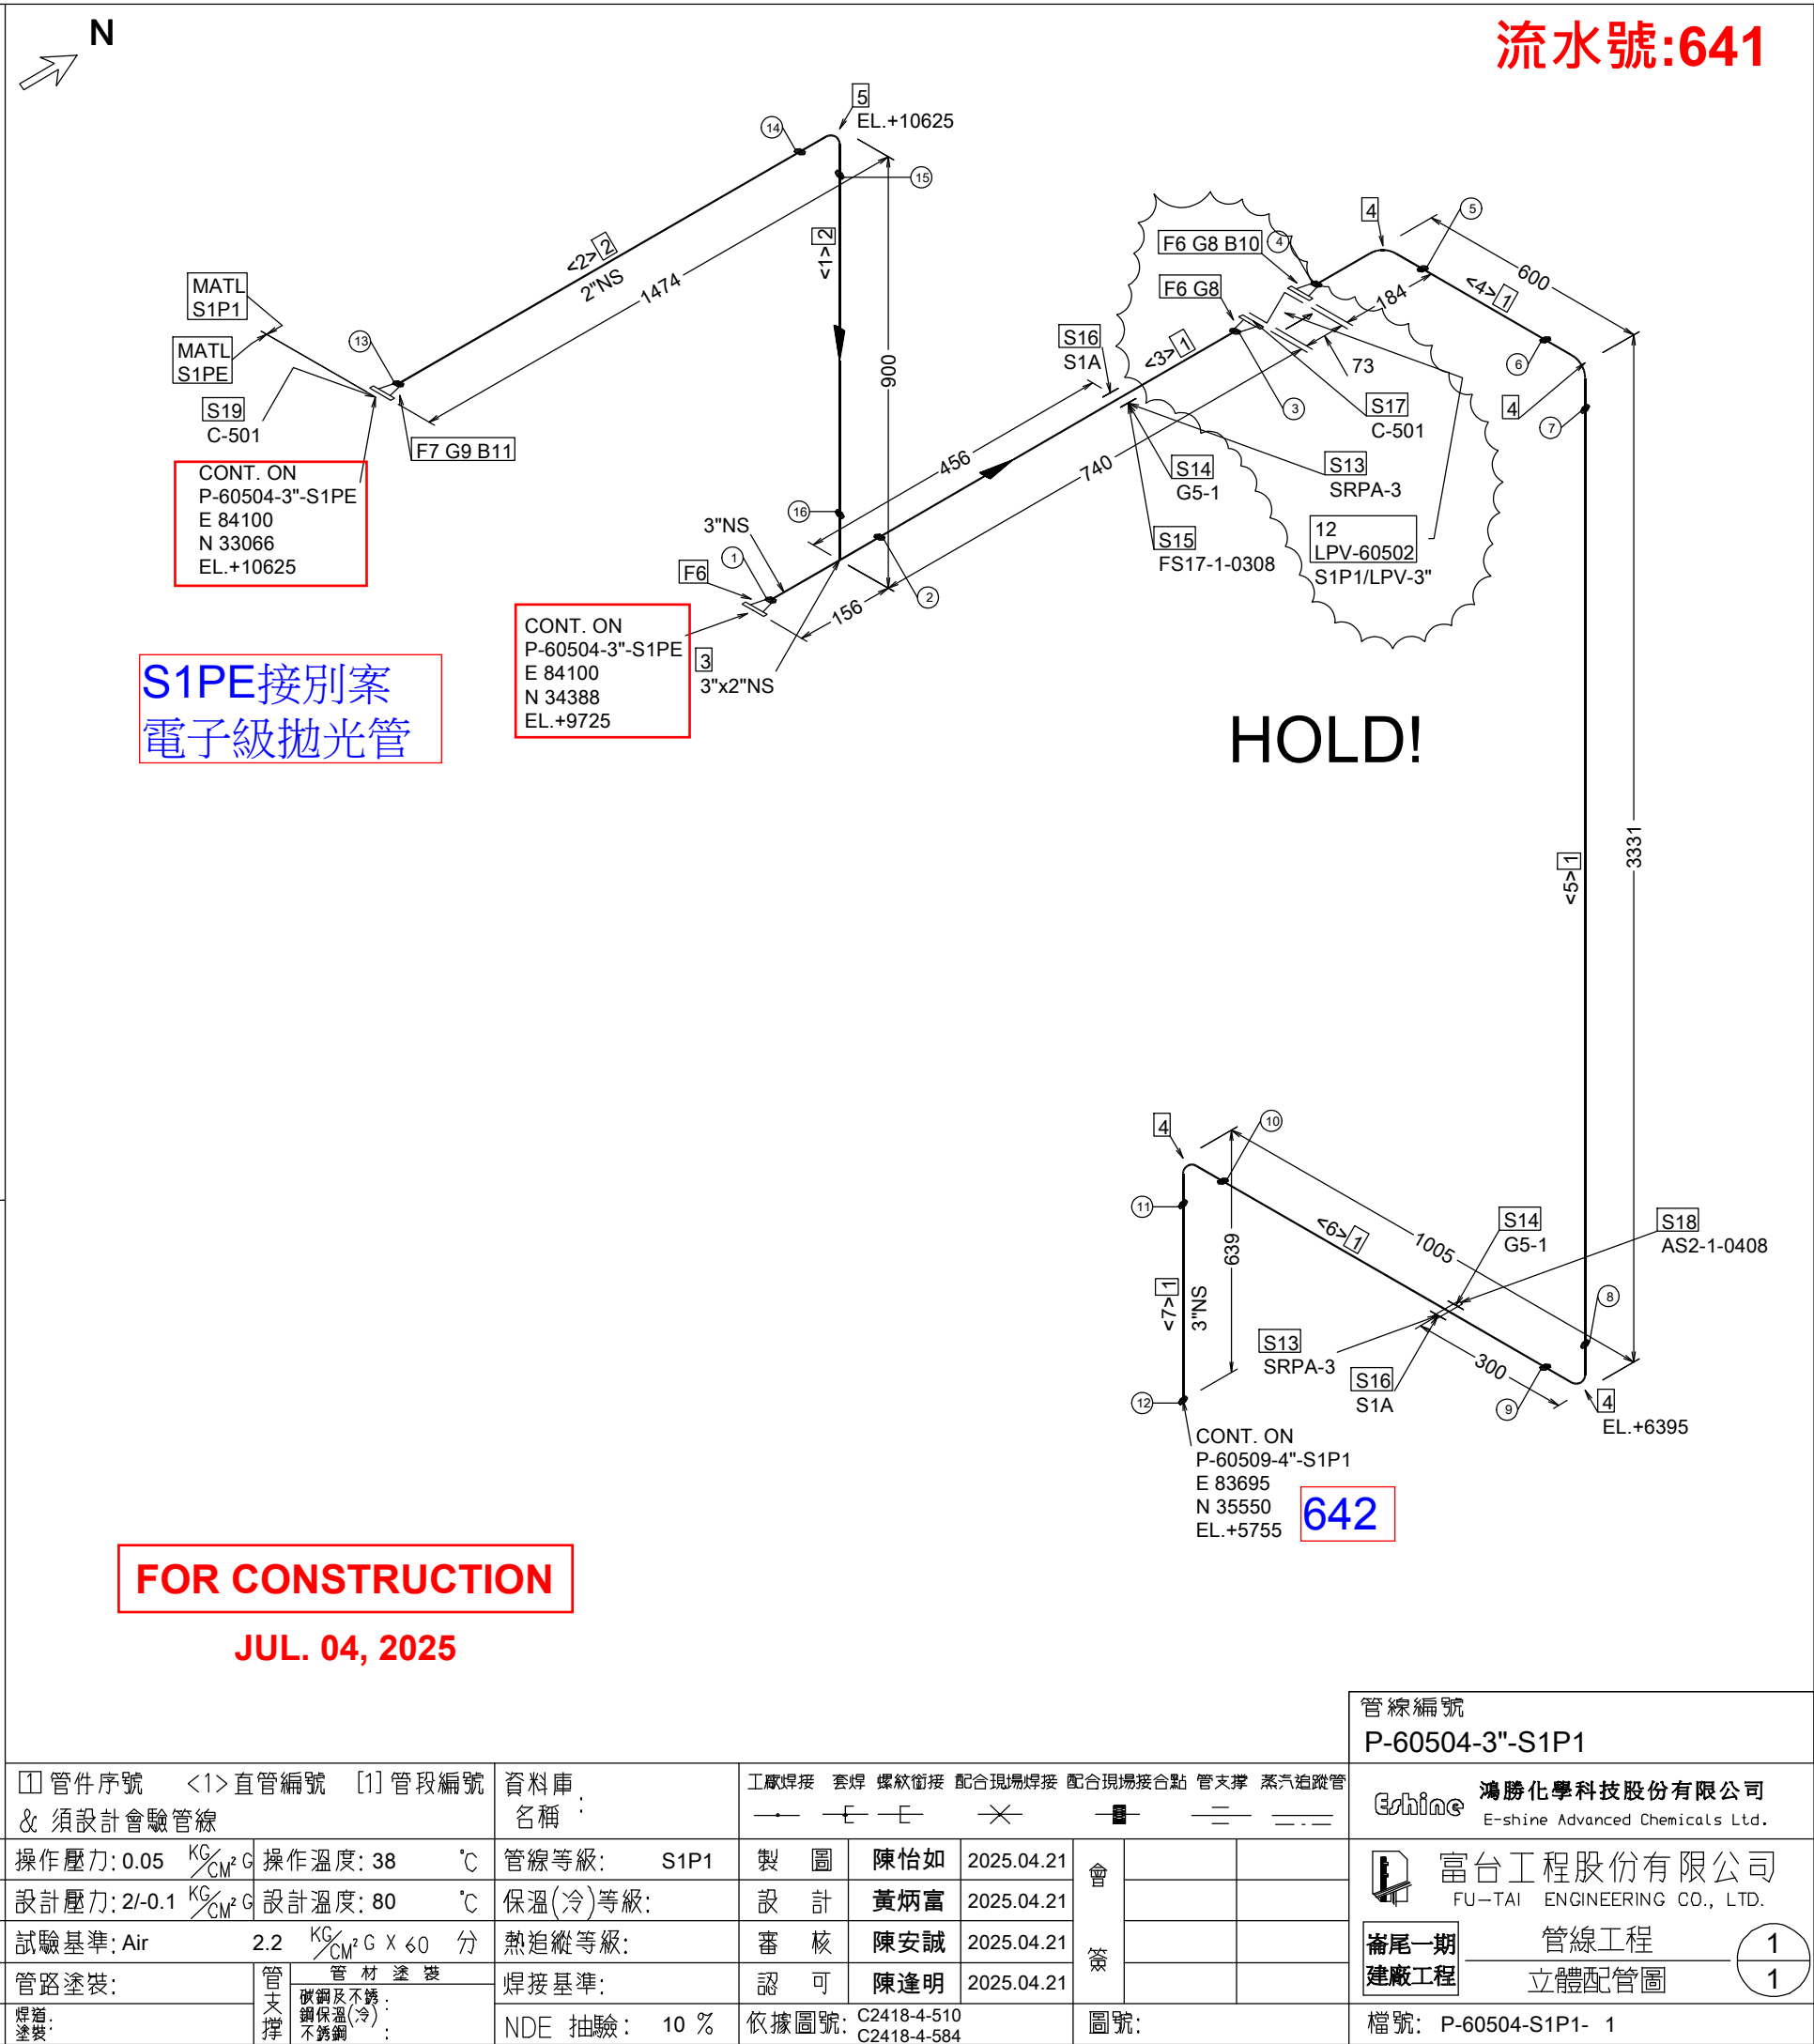 N
流水號:641
5
EL.+10625
14
15
<1> 2
<2> 2
2"NS
1474
900
MATL
S1P1
MATL
S1PE
13
S19
C-501
F7 G9 B11
CONT. ON
P-60504-3"-S1PE
E 84100
N 33066
EL.+10625
S1PE接別案
電子級拋光管
16
3"NS
1
F6
156
2
CONT. ON
P-60504-3"-S1PE
E 84100
N 34388
EL.+9725
3
3"x2"NS
456
740
S16
S1A
<3> 1
F6 G8 B10
4
F6 G8
4
5
600
184
<4> 1
73
6
4
7
3
S17
C-501
S14
G5-1
S13
SRPA-3
S15
FS17-1-0308
12
LPV-60502
S1P1/LPV-3"
HOLD!
<5> 1
3331
4
10
11
639
<6> 1
1005
S14
G5-1
S18
AS2-1-0408
<7> 1
3"NS
8
S13
SRPA-3
300
S16
S1A
12
9
4
EL.+6395
CONT. ON
P-60509-4"-S1P1
E 83695
N 35550
EL.+5755
642
FOR CONSTRUCTION
JUL. 04, 2025
管線編號
P-60504-3"-S1P1
1 管件序號 <1>直管編號 [1]管段編號
& 須設計會驗管線
資料庫
名稱 :
工廠焊接 套焊 螺紋銜接 配合現場焊接 配合現場接合點 管支撐 蒸汽追蹤管
Eshine 鴻勝化學科技股份有限公司
E-shine Advanced Chemicals Ltd.
操作壓力: 0.05 KG/CM² G 操作溫度: 38 °C 管線等級: S1P1 製 圖 陳怡如 2025.04.21 會
設計壓力: 2/-0.1 KG/CM² G 設計溫度: 80 °C 保溫(冷)等級: 設 計 黃炳富 2025.04.21
試驗基準: Air 2.2 KG/CM² G X 60 分 熱追縱等級: 審 核 陳安誠 2025.04.21 簽
管路塗裝: 管支撐 管 材 塗 裝 焊接基準: 認 可 陳逢明 2025.04.21
焊道塗裝: 碳鋼及不銹鋼保溫(冷): 不銹鋼 : NDE 抽驗: 10 % 依據圖號: C2418-4-510
C2418-4-584
圖號:
富台工程股份有限公司
FU-TAI ENGINEERING CO., LTD.
崙尾一期
建廠工程
管線工程
立體配管圖
1
1
檔號: P-60504-S1P1- 1